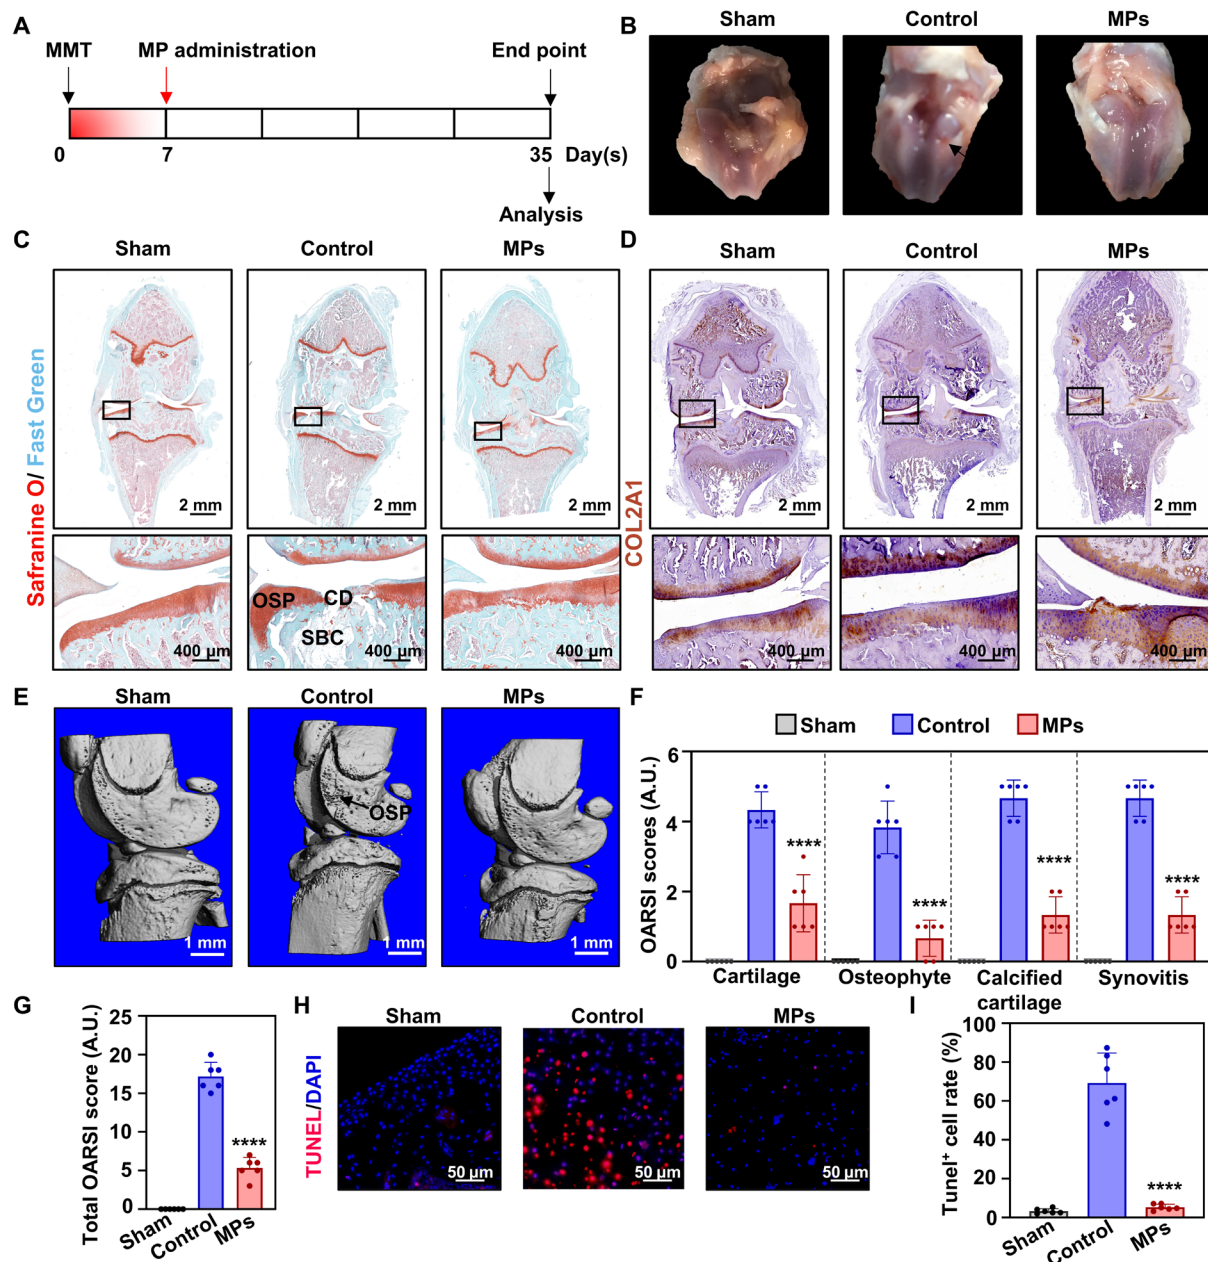 A
MMT
MP administration
End point
0
7
35
Day(s)
Analysis
B
Sham
Control
MPs
C
Sham
Control
MPs
Safranine O/ Fast Green
2 mm
2 mm
2 mm
OSP
CD
SBC
400 µm
400 µm
400 µm
D
Sham
Control
MPs
COL2A1
2 mm
2 mm
2 mm
400 µm
400 µm
400 µm
E
Sham
Control
MPs
OSP
1 mm
1 mm
1 mm
F
Sham
Control
MPs
OARSI scores (A.U.)
6
4
2
0
****
****
****
****
Cartilage
Osteophyte
Calcified
cartilage
Synovitis
G
Total OARSI score (A.U.)
25
20
15
10
5
0
****
Sham
Control
MPs
H
Sham
Control
MPs
TUNEL/DAPI
50 µm
50 µm
50 µm
I
Tunel⁺ cell rate (%)
100
80
60
40
20
0
****
Sham
Control
MPs